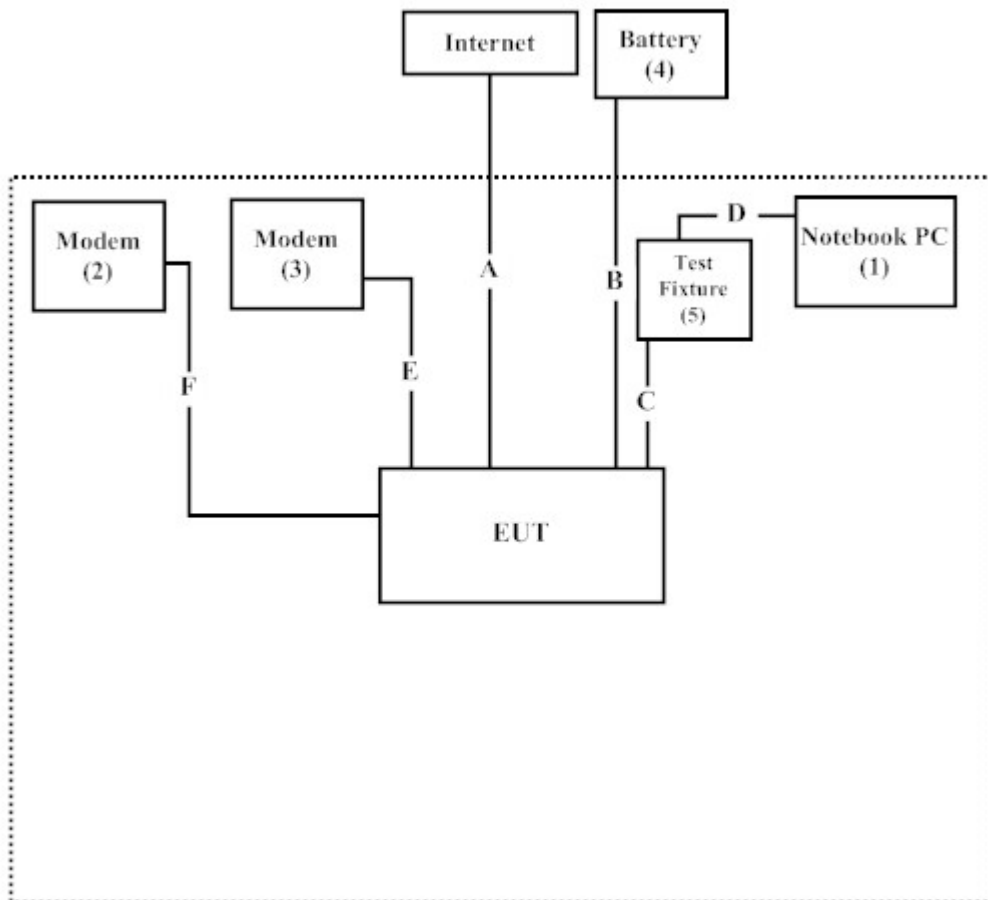 Internet
Battery
(4)
Modem
(2)
Modem
(3)
A
B
D
Notebook PC
(1)
Test
Fixture
(5)
F
E
C
EUT